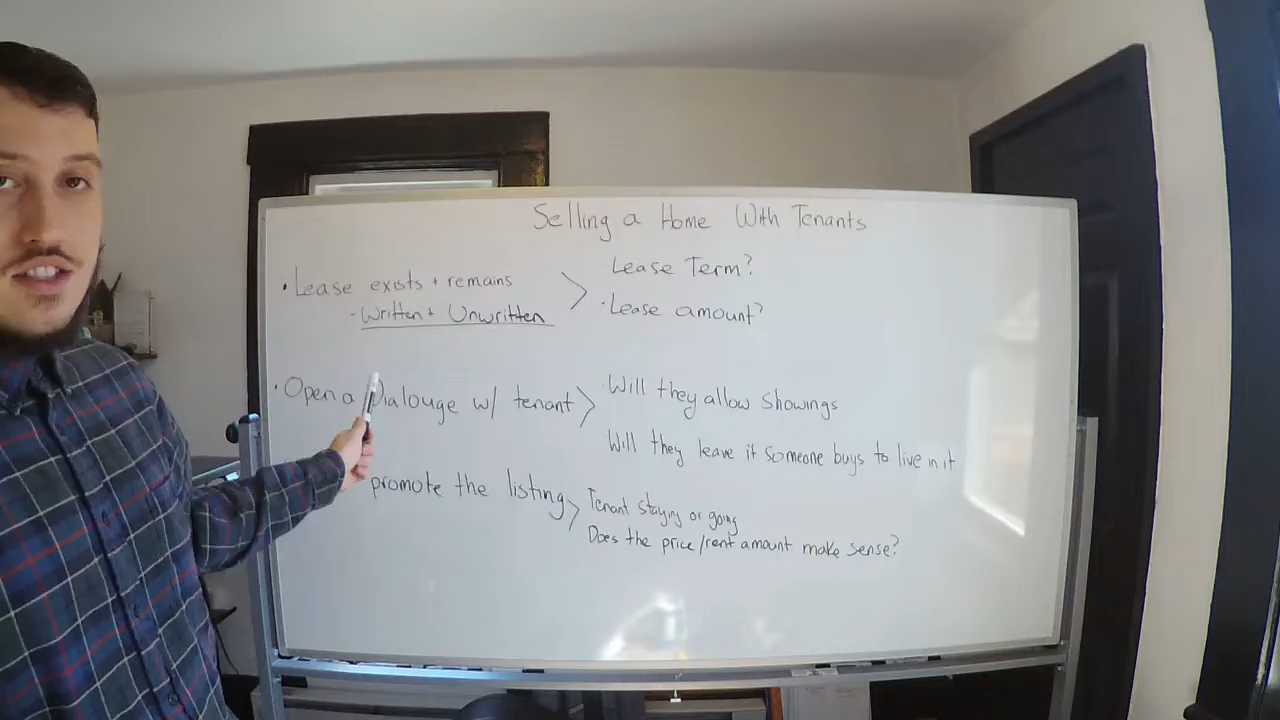 Selling a Home With Tenants
• Lease exists + remains > Lease Term?
- Written + Unwritten • Lease amount?
• Open a Dialouge w/ tenant > Will they allow Showings
Will they leave if someone buys to live in it
promote the listing > Tenant staying or going
Does the price/rent amount make sense?